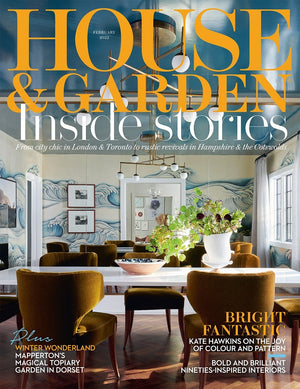 HOUSE
FEBRUARY
2022
& GARDEN
Inside stories
From city chic in London & Toronto to rustic revivals in Hampshire & the Cotswolds
BRIGHT
FANTASTIC
KATE HAWKINS ON THE JOY
OF COLOUR AND PATTERN
BOLD AND BRILLIANT
NINETIES-INSPIRED INTERIORS
Plus
WINTER WONDERLAND
MAPPERTON'S
MAGICAL TOPIARY
GARDEN IN DORSET